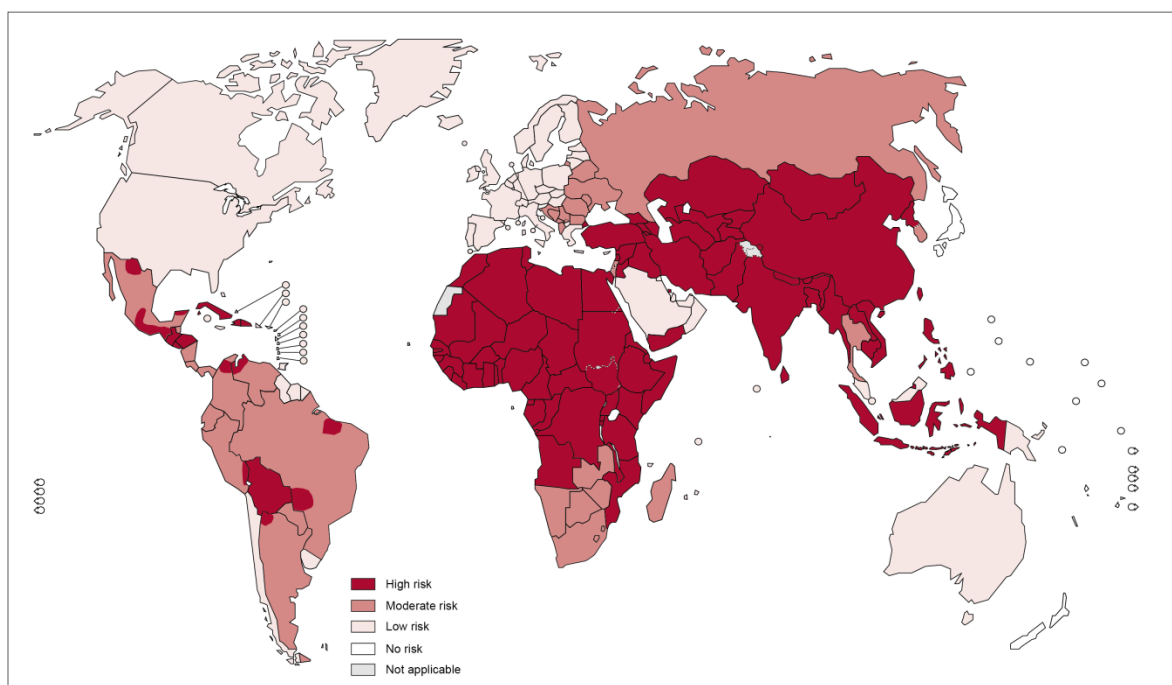 High risk
Moderate risk
Low risk
No risk
Not applicable